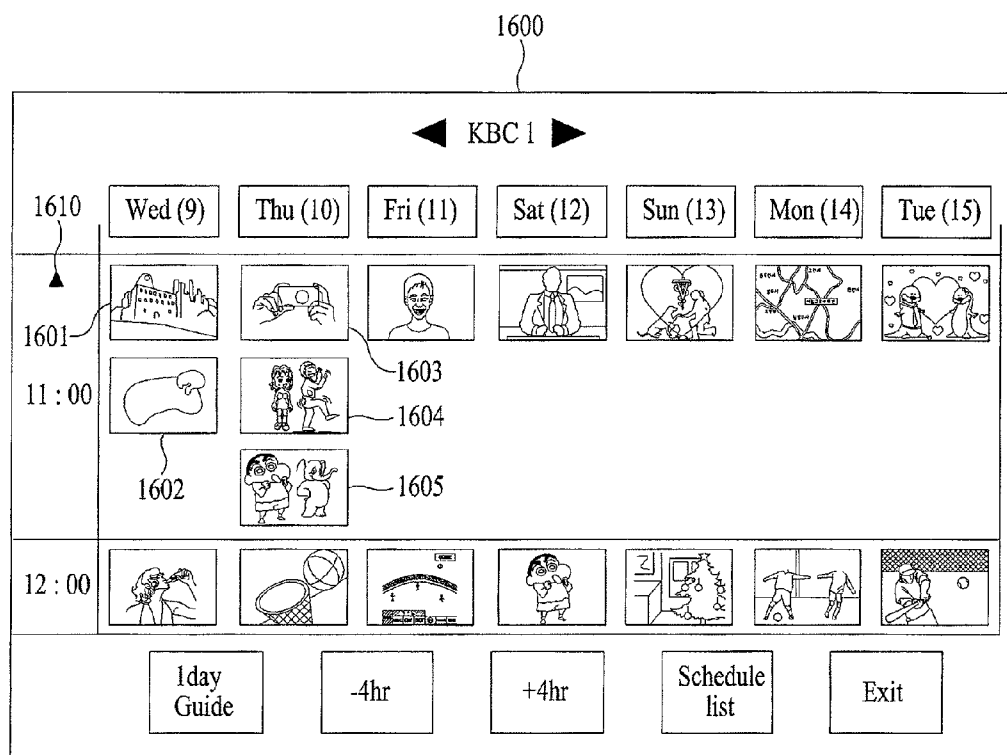 1600
◀ KBC 1 ▶
1610
Wed (9) Thu (10) Fri (11) Sat (12) Sun (13) Mon (14) Tue (15)
▲
1601
1603
11 : 00
1604
1602
1605
12 : 00
1day
Guide
-4hr
+4hr
Schedule
list
Exit